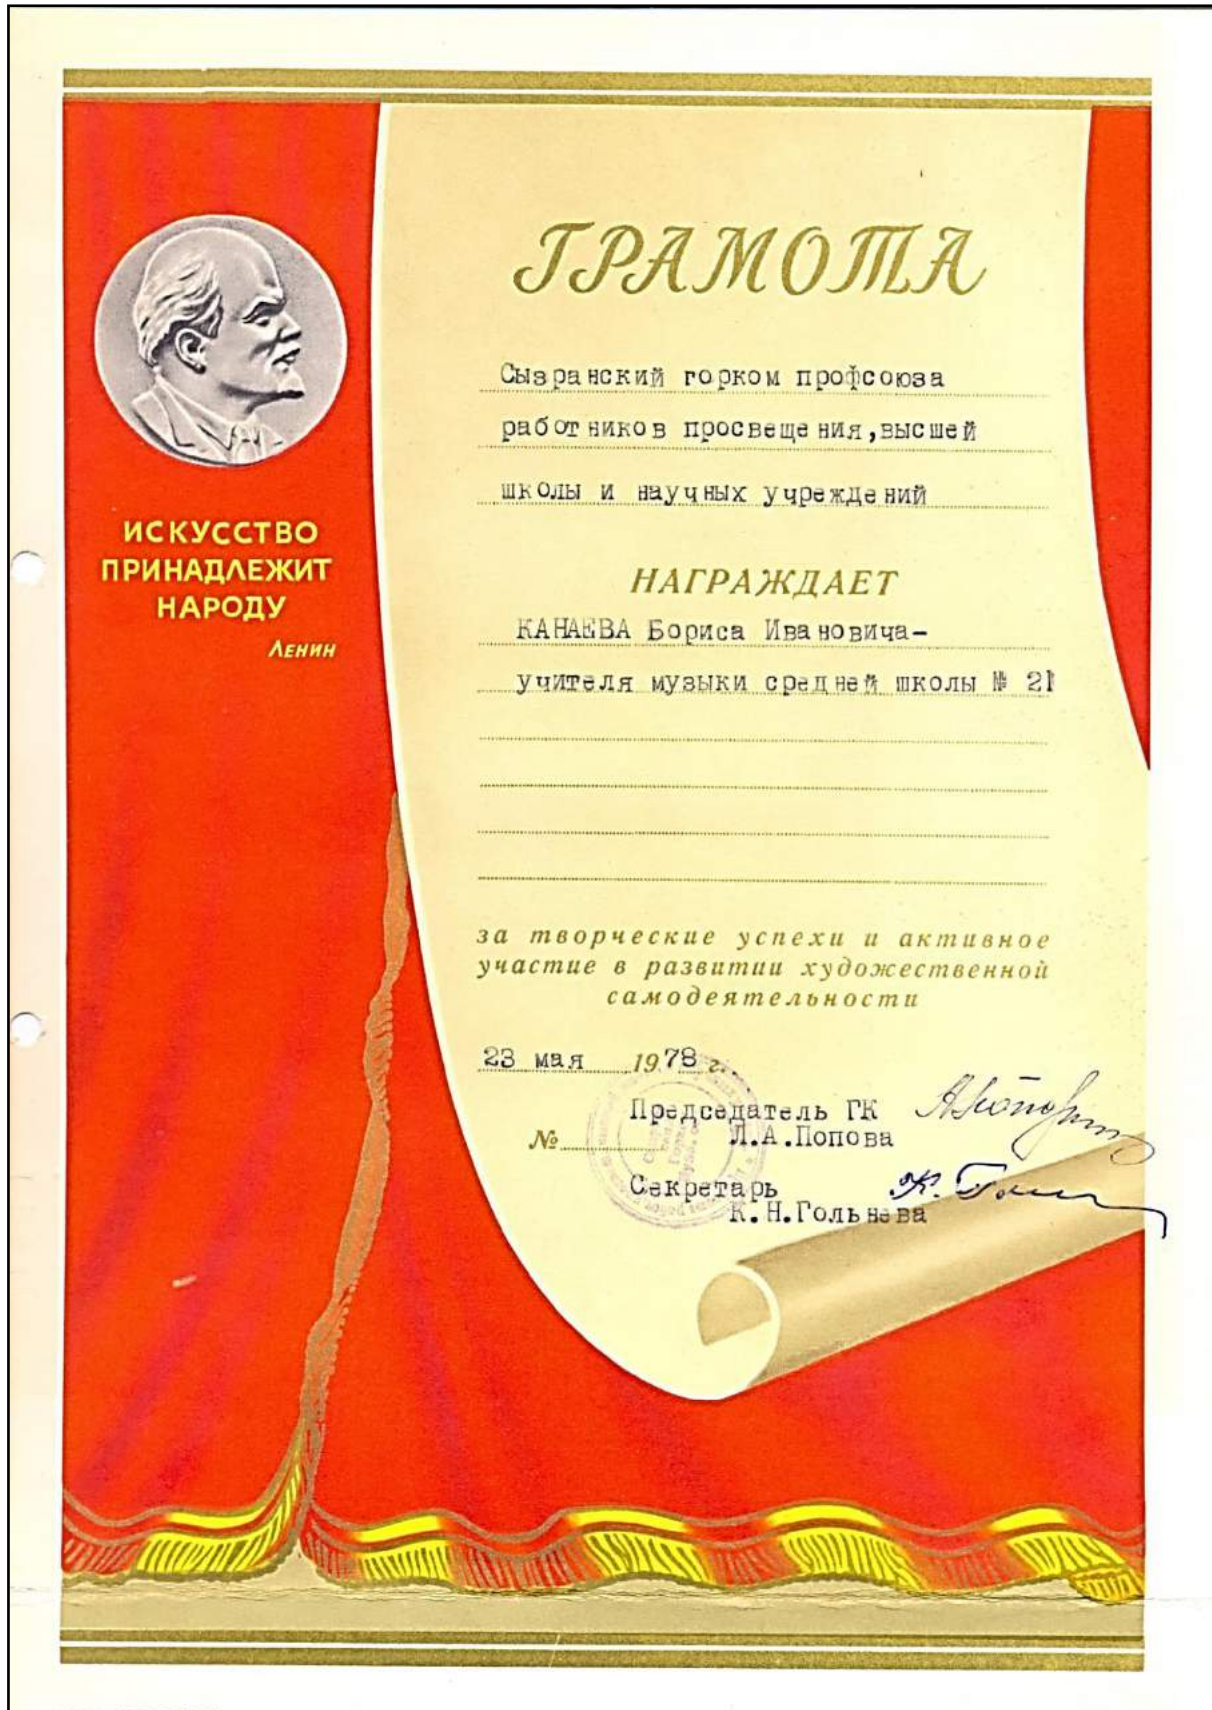 ГРАМОТА
Сызранский горком профсоюза
работников просвещения,высшей
школы и научных учреждений
ИСКУССТВО
ПРИНАДЛЕЖИТ
НАРОДУ
Ленин
НАГРАЖДАЕТ
КАНАЕВА Бориса Ивановича-
учителя музыки средней школы № 21
за творческие успехи и активное
участие в развитии художественной
самодеятельности
23 мая 1978 г.
Председатель ГК
№ Л.А.Попова
Секретарь
К.Н.Гольнева